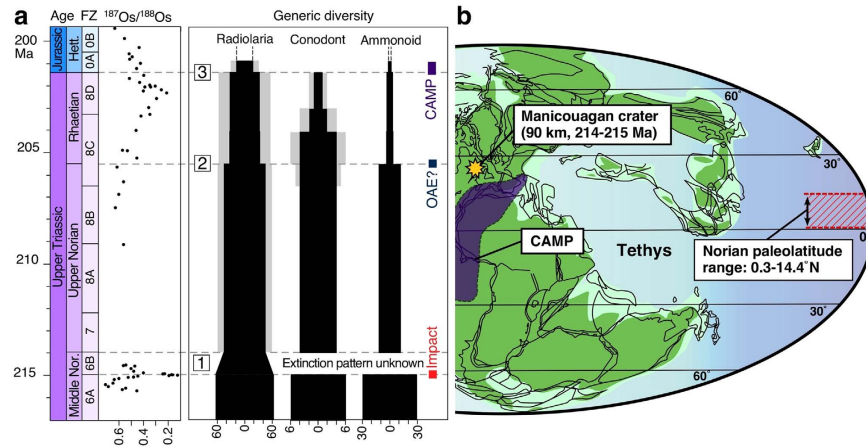 a
Age FZ ¹⁸⁷Os/¹⁸⁸Os
Generic diversity
Radiolaria Conodont Ammonoid
200
Ma
205
210
215
Jurassic
Hett.
0B
0A
Upper Triassic
Rhaetian
8D
8C
Upper Norian
8B
8A
7
Middle Nor.
6B
6A
0.6 0.4 0.2
3
2
1
Extinction pattern unknown
60 0 60 6 0 6 30 0 30
CAMP
OAE?
Impact
b
60°
Manicouagan crater
(90 km, 214-215 Ma)
30°
CAMP
Tethys
Norian paleolatitude
range: 0.3-14.4°N
0
30°
60°